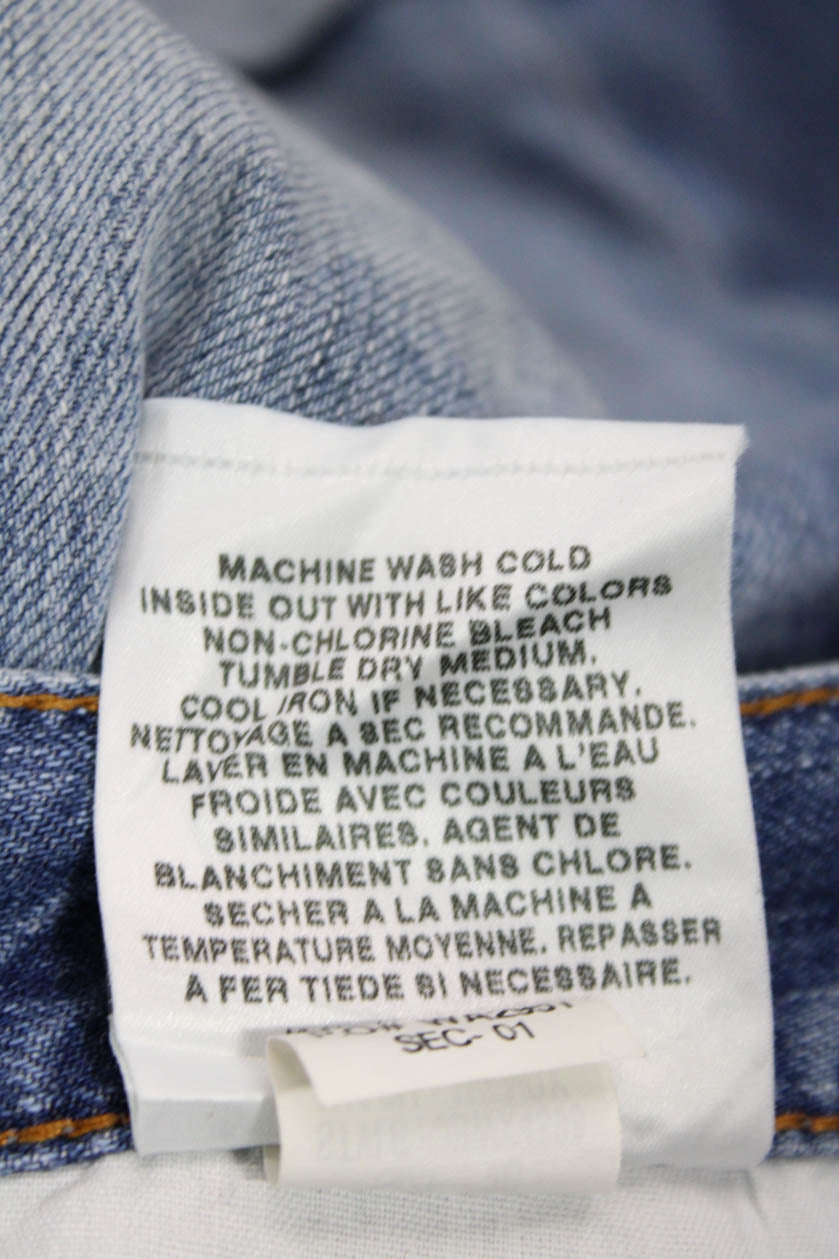 MACHINE WASH COLD
INSIDE OUT WITH LIKE COLORS
NON-CHLORINE BLEACH
TUMBLE DRY MEDIUM.
COOL IRON IF NECESSARY.
NETTOYAGE A SEC RECOMMANDE.
LAVER EN MACHINE A L'EAU
FROIDE AVEC COULEURS
SIMILAIRES. AGENT DE
BLANCHIMENT SANS CHLORE.
SECHER A LA MACHINE A
TEMPERATURE MOYENNE. REPASSER
A FER TIEDE SI NECESSAIRE.
SEC- 01